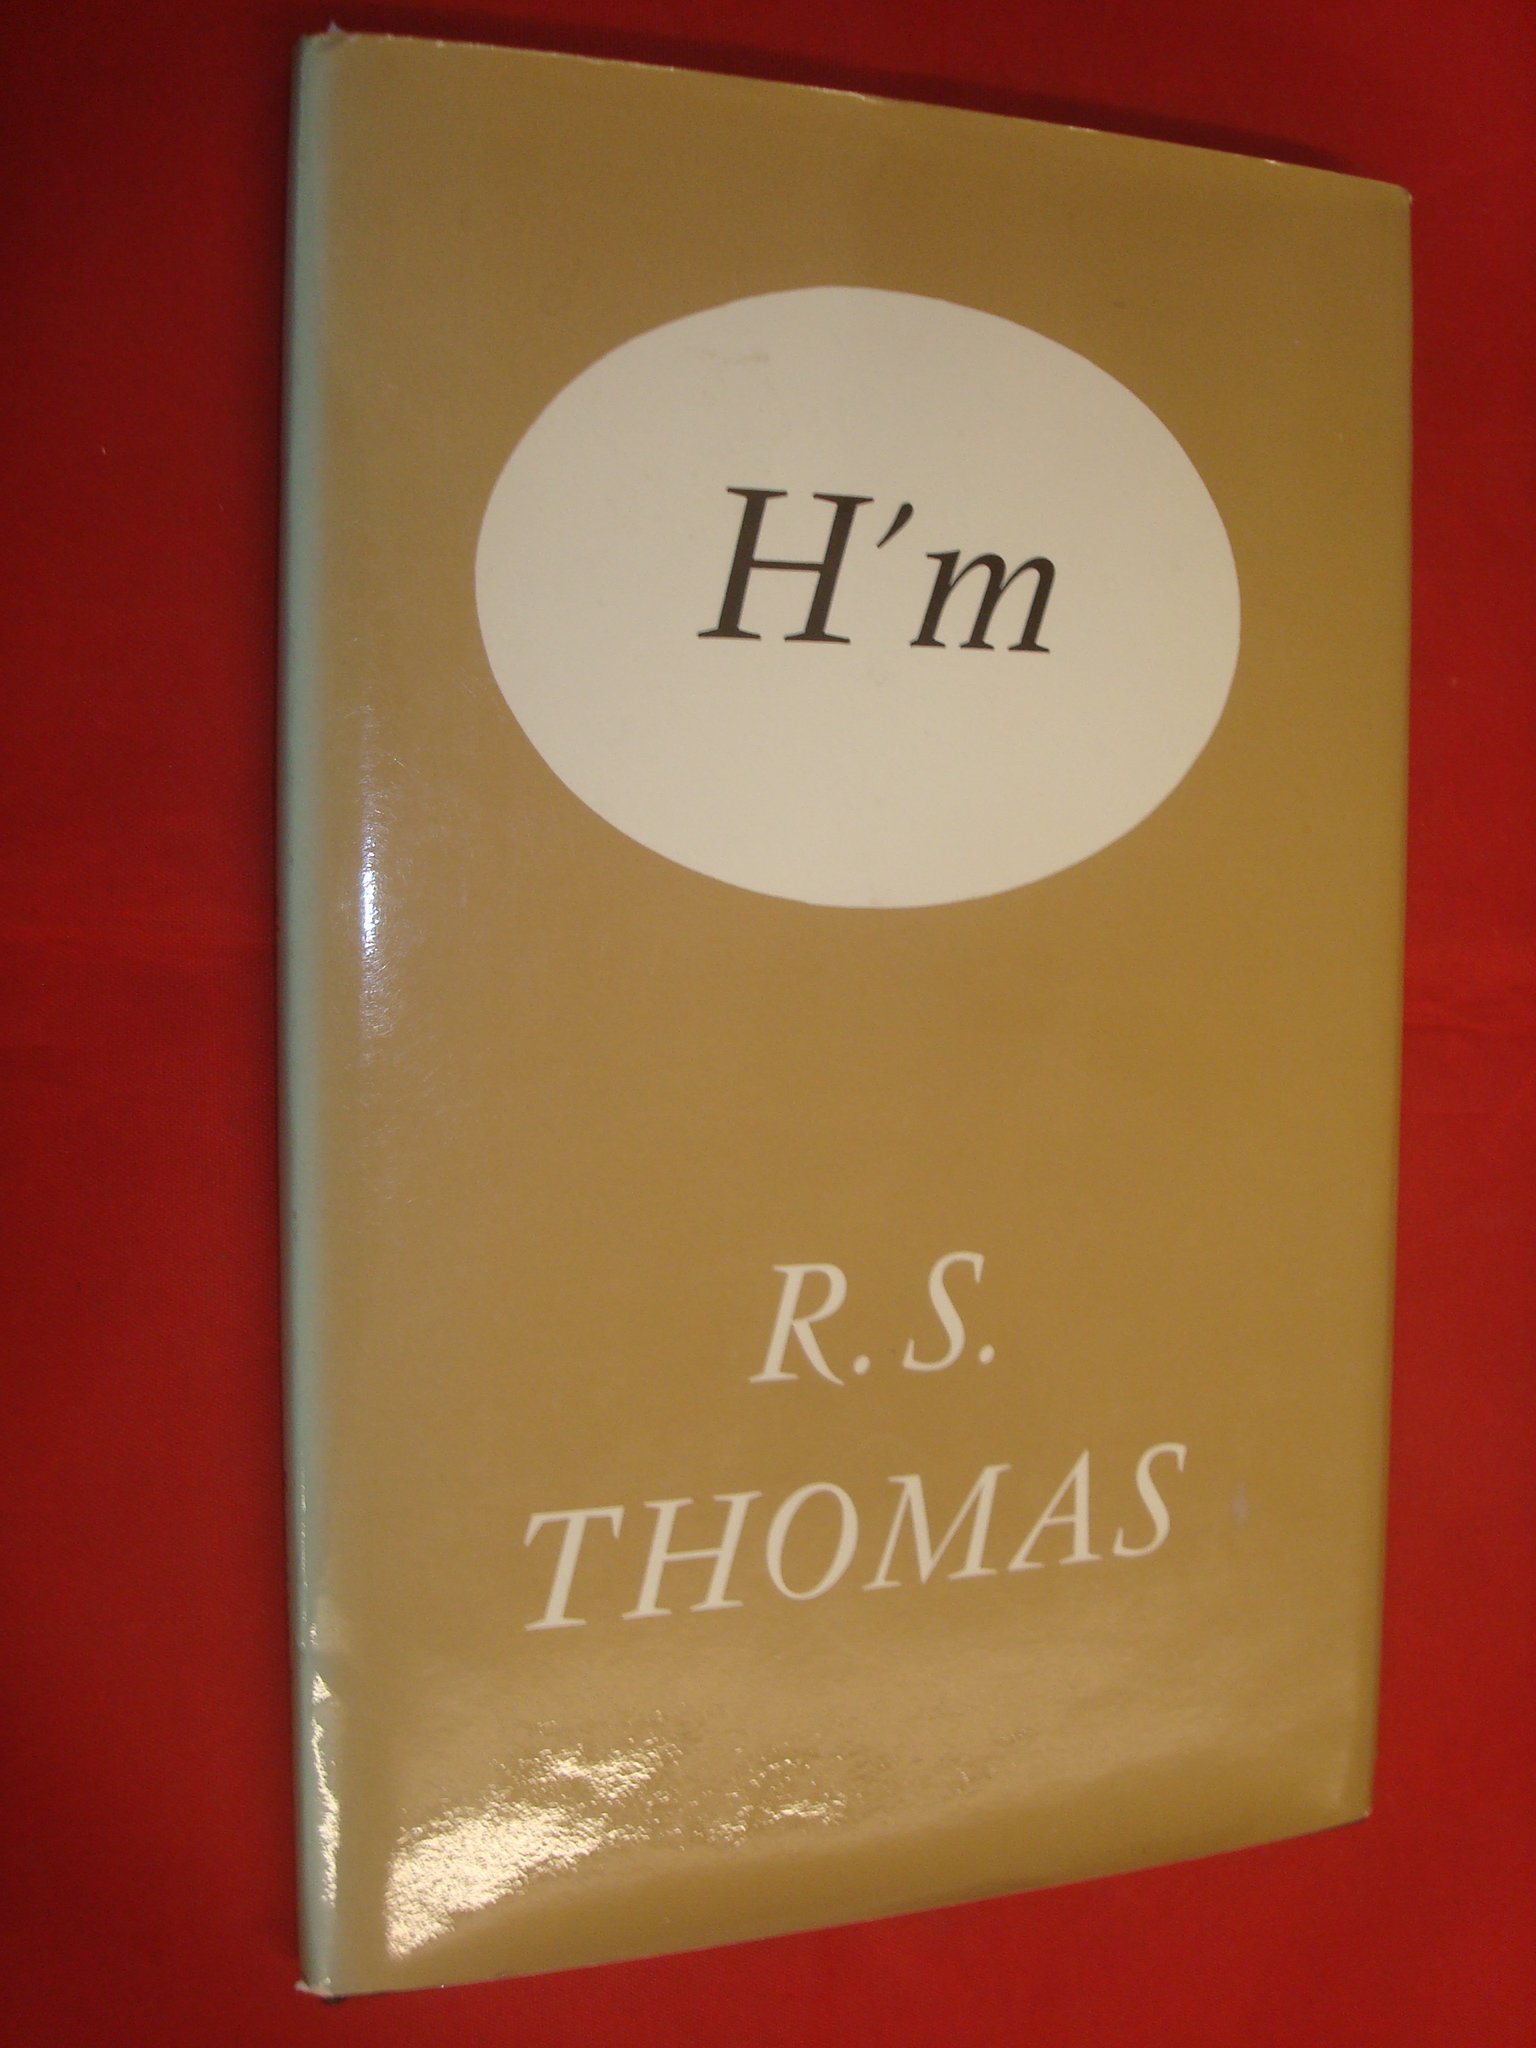 H'm
R. S.
THOMAS